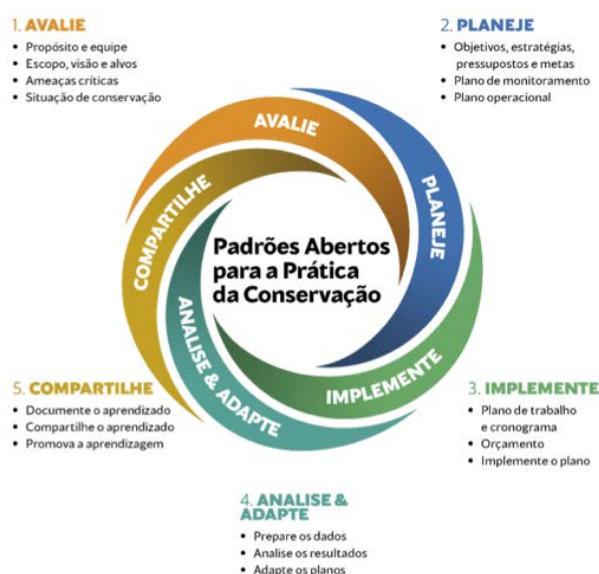 1. AVALIE
• Propósito e equipe
• Escopo, visão e alvos
• Ameaças críticas
• Situação de conservação
2. PLANEJE
• Objetivos, estratégias,
pressupostos e metas
• Plano de monitoramento
• Plano operacional
AVALIE
PLANEJE
COMPARTILHE
Padrões Abertos
para a Prática
da Conservação
ANALISE & ADAPTE
IMPLEMENTE
5. COMPARTILHE
• Documente o aprendizado
• Compartilhe o aprendizado
• Promova a aprendizagem
3. IMPLEMENTE
• Plano de trabalho
e cronograma
• Orçamento
• Implemente o plano
4. ANALISE &
ADAPTE
• Prepare os dados
• Analise os resultados
• Adapte os planos